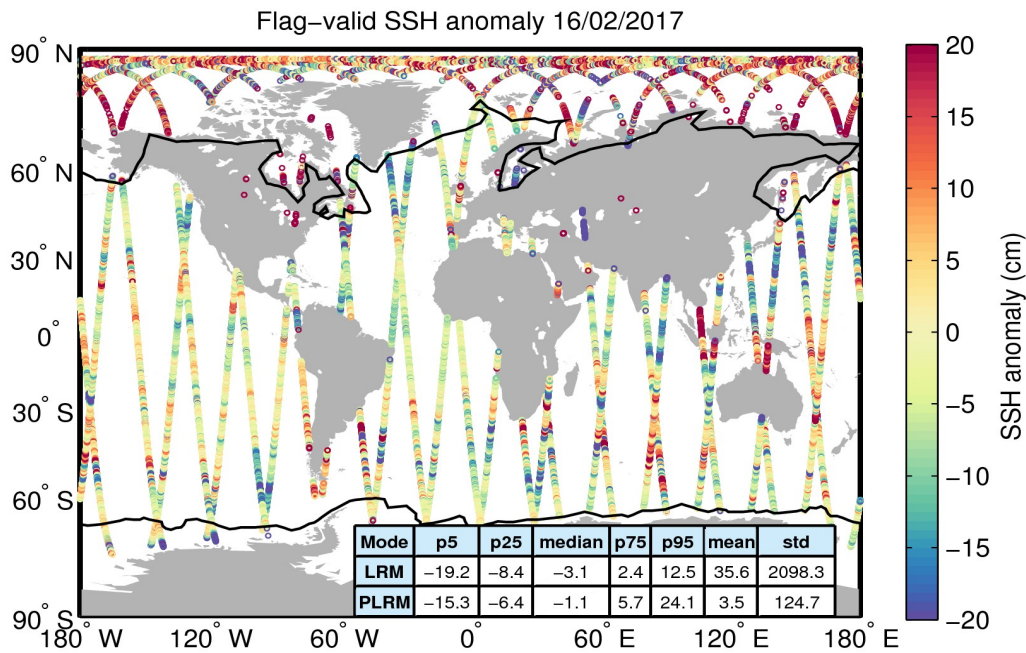 Flag−valid SSH anomaly 16/02/2017
90° N
60° N
30° N
0°
30° S
60° S
90° S
180° W
120° W
60° W
0°
60° E
120° E
180° E
Mode p5 p25 median p75 p95 mean std
LRM −19.2 −8.4 −3.1 2.4 12.5 35.6 2098.3
PLRM −15.3 −6.4 −1.1 5.7 24.1 3.5 124.7
20
15
10
5
0
−5
−10
−15
−20
SSH anomaly (cm)